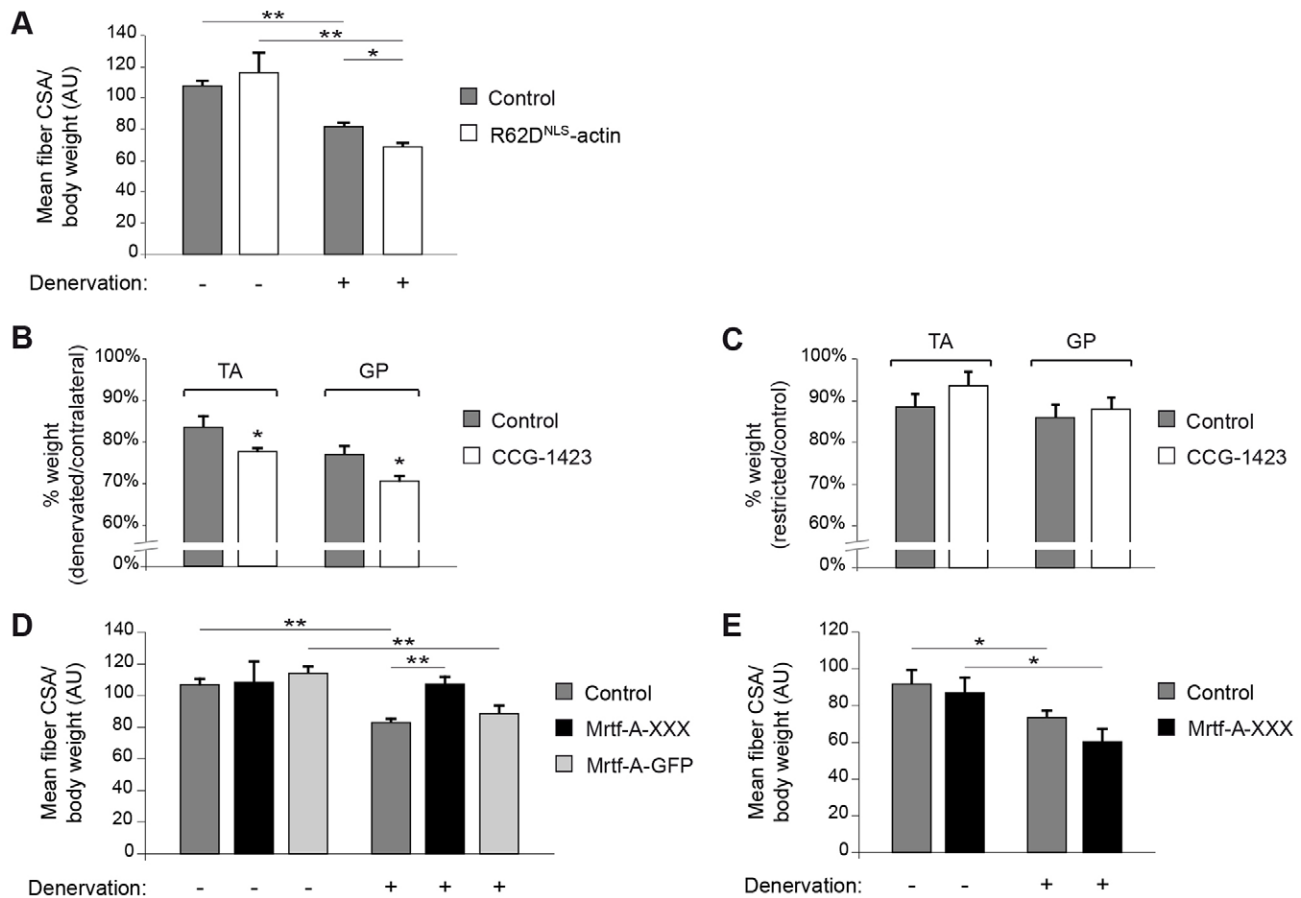 A
Mean fiber CSA/
body weight (AU)
140
120
100
80
60
40
20
0
**
**
*
Control
R62D^NLS-actin
Denervation: - - + +
B
% weight
(denervated/contralateral)
100%
90%
80%
70%
60%
0%
TA GP
*
*
Control
CCG-1423
C
% weight
(restricted/control)
100%
90%
80%
70%
60%
0%
TA GP
Control
CCG-1423
D
Mean fiber CSA/
body weight (AU)
140
120
100
80
60
40
20
0
**
**
**
Control
Mrtf-A-XXX
Mrtf-A-GFP
Denervation: - - - + + +
E
Mean fiber CSA/
body weight (AU)
120
100
80
60
40
20
0
*
*
Control
Mrtf-A-XXX
Denervation: - - + +